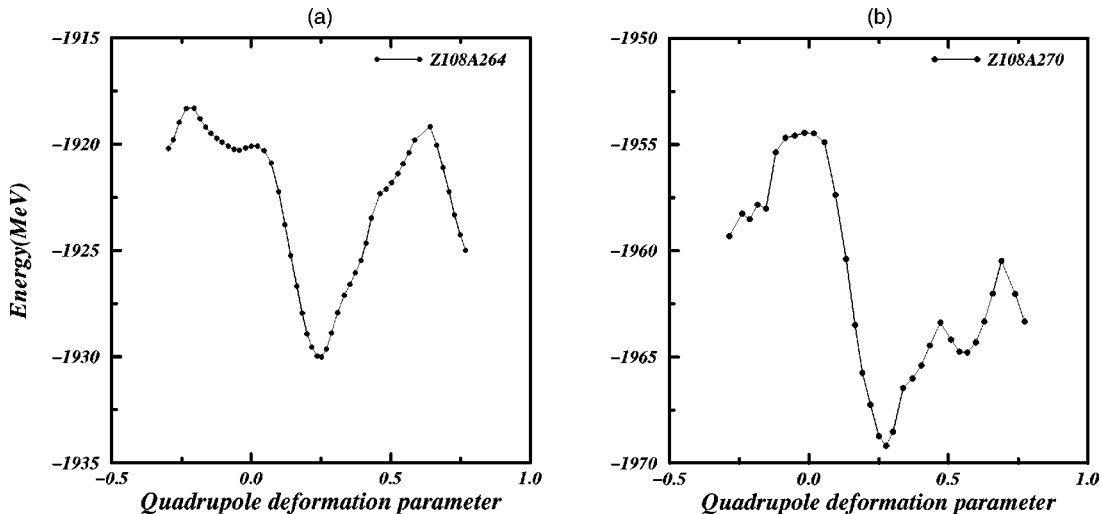 (a)
(b)
Z108A264
Z108A270
−1915
−1920
−1925
−1930
−1935
−1950
−1955
−1960
−1965
−1970
Energy(MeV)
−0.5 0.0 0.5 1.0
−0.5 0.0 0.5 1.0
Quadrupole deformation parameter
Quadrupole deformation parameter